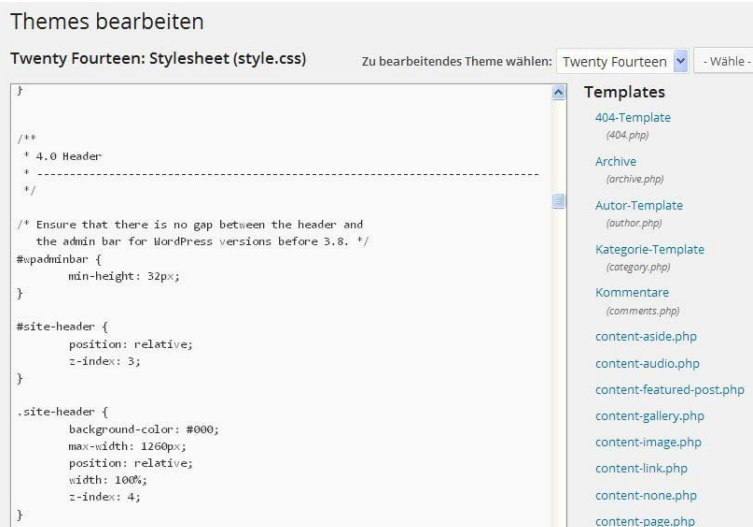 Themes bearbeiten
Twenty Fourteen: Stylesheet (style.css)
Zu bearbeitendes Theme wählen: Twenty Fourteen - Wähle -
}
/**
 * 4.0 Header
 * -----------------------------------------------------------------------------
 */
/* Ensure that there is no gap between the header and
   the admin bar for WordPress versions before 3.8. */
#wpadminbar {
        min-height: 32px;
}
#site-header {
        position: relative;
        z-index: 3;
}
.site-header {
        background-color: #000;
        max-width: 1260px;
        position: relative;
        width: 100%;
        z-index: 4;
}
Templates
404-Template
(404.php)
Archive
(archive.php)
Autor-Template
(author.php)
Kategorie-Template
(category.php)
Kommentare
(comments.php)
content-aside.php
content-audio.php
content-featured-post.php
content-gallery.php
content-image.php
content-link.php
content-none.php
content-page.php